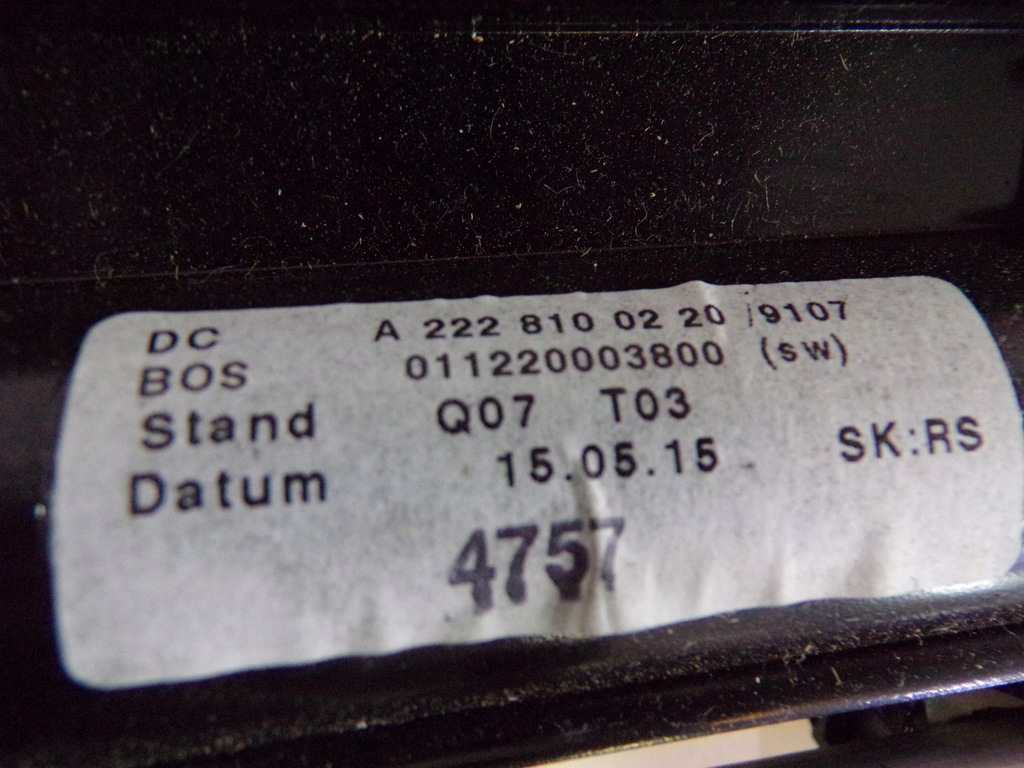 DC A 222 810 02 20 /9107
BOS 011220003800 (sw)
Stand Q07 T03
Datum 15.05.15 SK:RS
4757